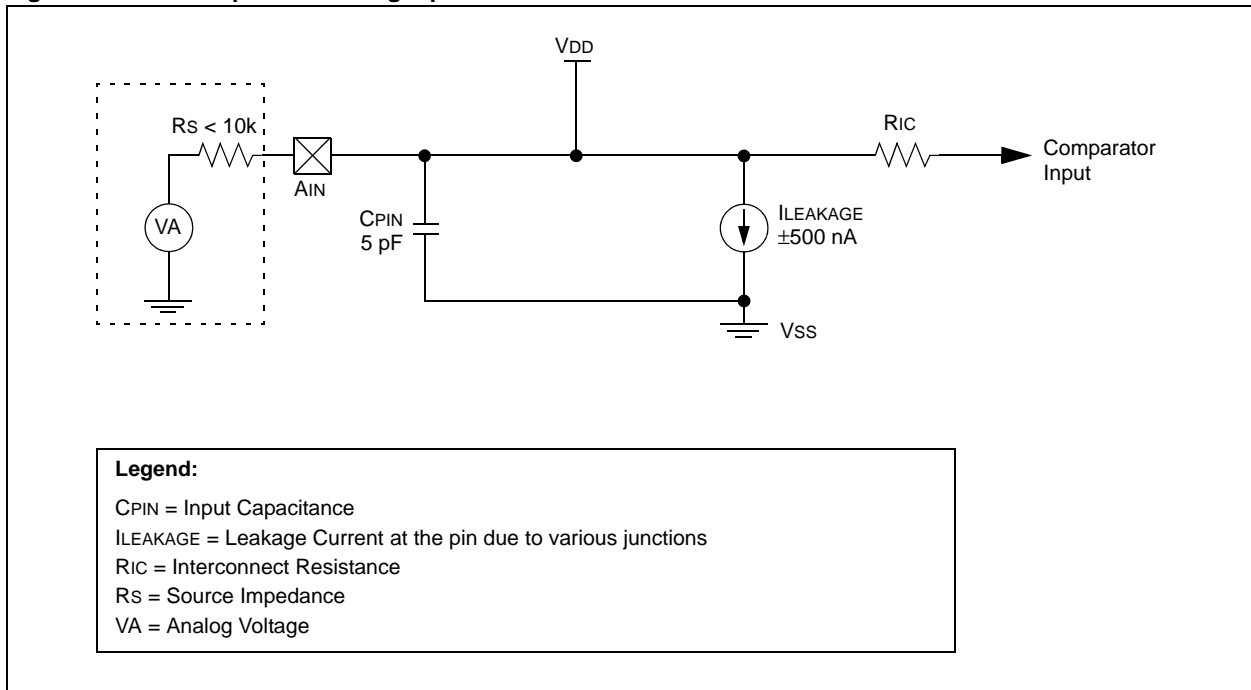 VDD
RS < 10k
RIC
Comparator
Input
AIN
CPIN
5 pF
ILEAKAGE
±500 nA
VA
VSS
Legend:
CPIN = Input Capacitance
ILEAKAGE = Leakage Current at the pin due to various junctions
RIC = Interconnect Resistance
RS = Source Impedance
VA = Analog Voltage